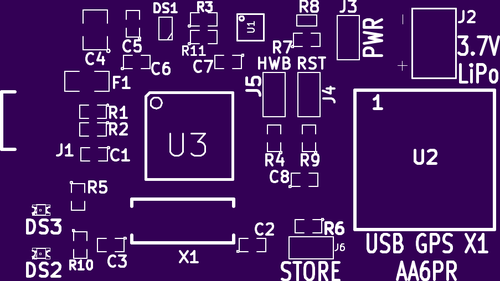 DS1 R3 R8 J3 J2
C4 C5 R11 U1 R7 PWR 3.7V
C6 C7 HWB RST LiPo
F1 J5 J4
R1 1
R2
U3 U2
J1 C1 R4 R9
C8
R5
DS3 R6
C2 J6 USB GPS X1
DS2 R10 C3 X1 STORE AA6PR